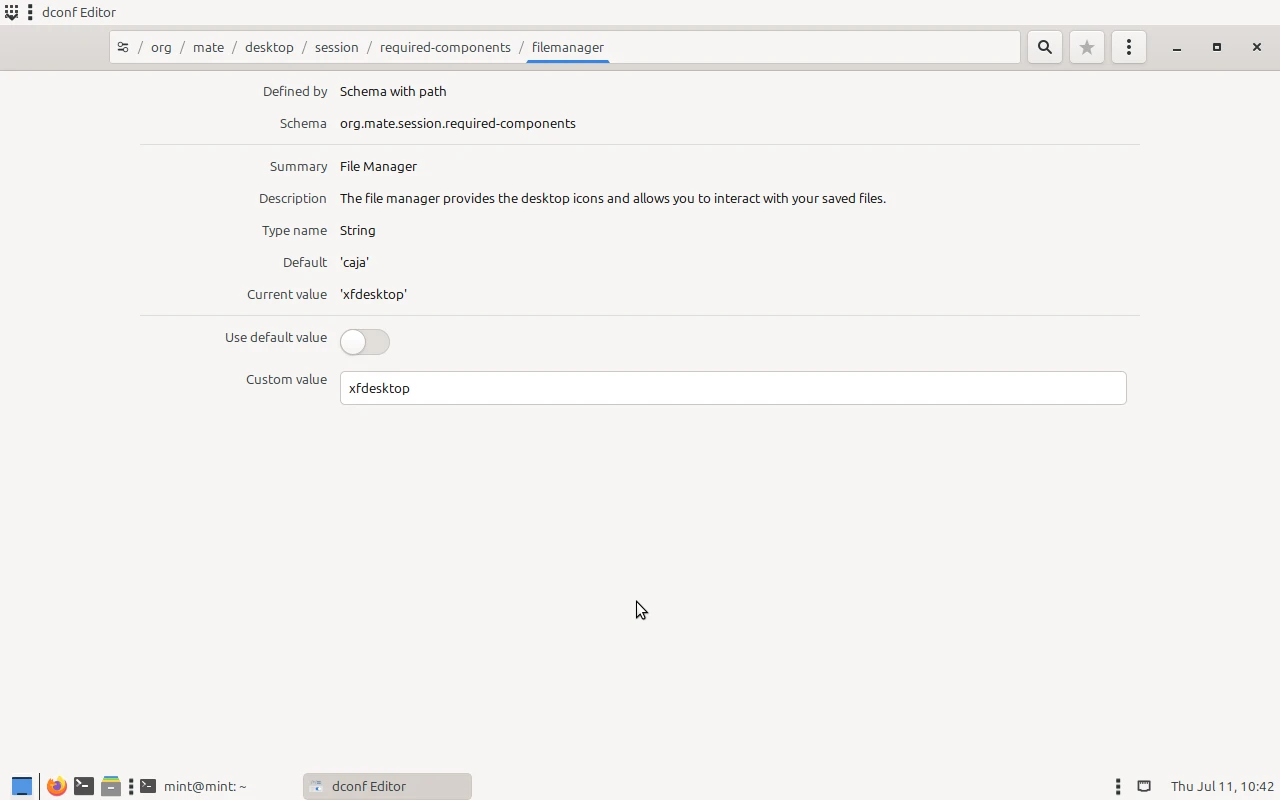 dconf Editor
/ org / mate / desktop / session / required-components / filemanager
Defined by Schema with path
Schema org.mate.session.required-components
Summary File Manager
Description The file manager provides the desktop icons and allows you to interact with your saved files.
Type name String
Default 'caja'
Current value 'xfdesktop'
Use default value
Custom value xfdesktop
mint@mint: ~ dconf Editor Thu Jul 11, 10:42